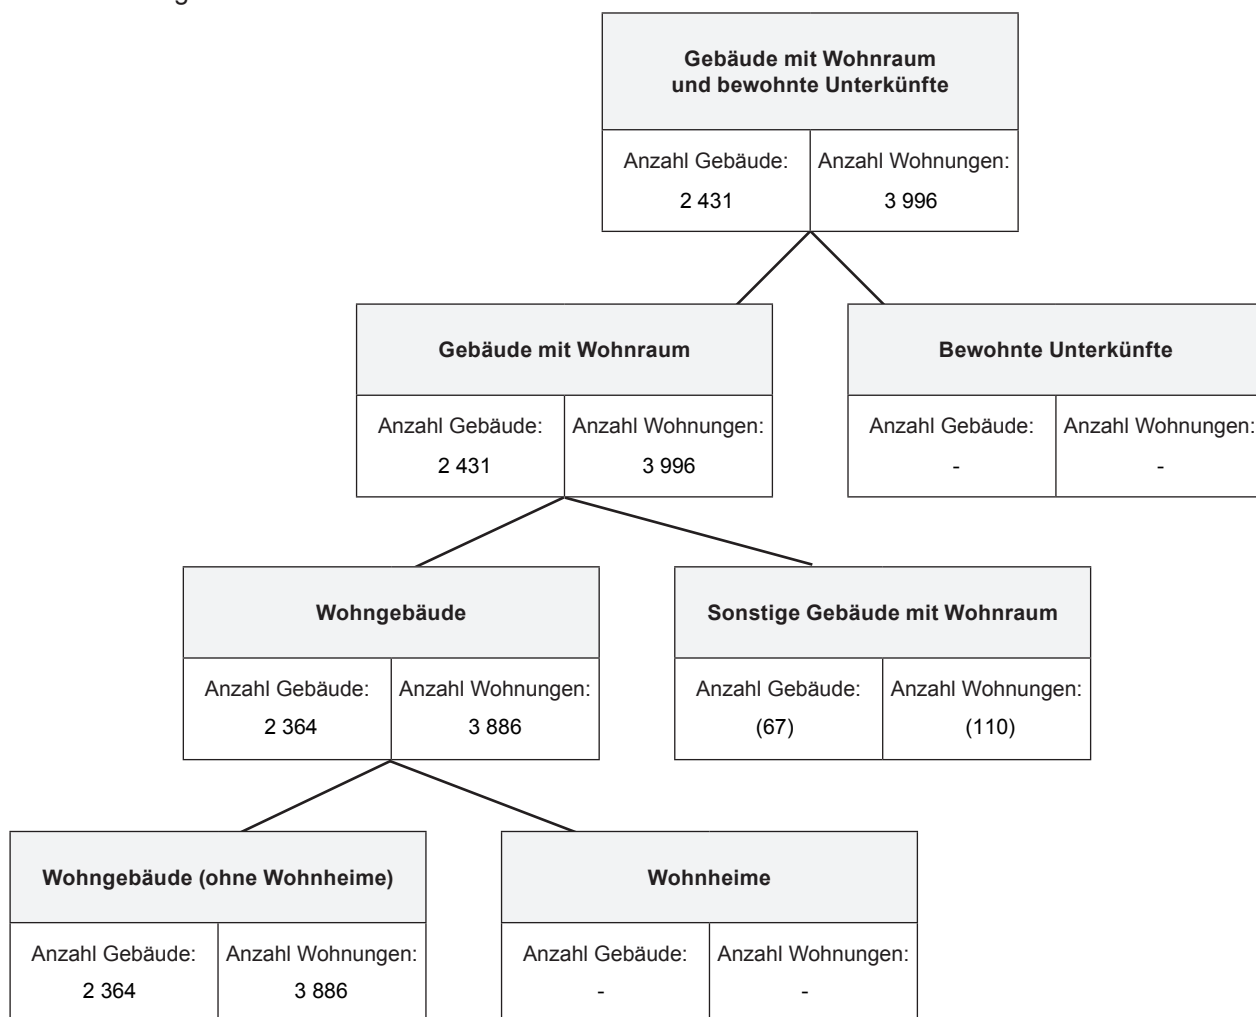 Gebäude mit Wohnraum
und bewohnte Unterkünfte
Anzahl Gebäude:
2 431
Anzahl Wohnungen:
3 996
Gebäude mit Wohnraum
Anzahl Gebäude:
2 431
Anzahl Wohnungen:
3 996
Bewohnte Unterkünfte
Anzahl Gebäude:
-
Anzahl Wohnungen:
-
Wohngebäude
Anzahl Gebäude:
2 364
Anzahl Wohnungen:
3 886
Sonstige Gebäude mit Wohnraum
Anzahl Gebäude:
(67)
Anzahl Wohnungen:
(110)
Wohngebäude (ohne Wohnheime)
Anzahl Gebäude:
2 364
Anzahl Wohnungen:
3 886
Wohnheime
Anzahl Gebäude:
-
Anzahl Wohnungen:
-